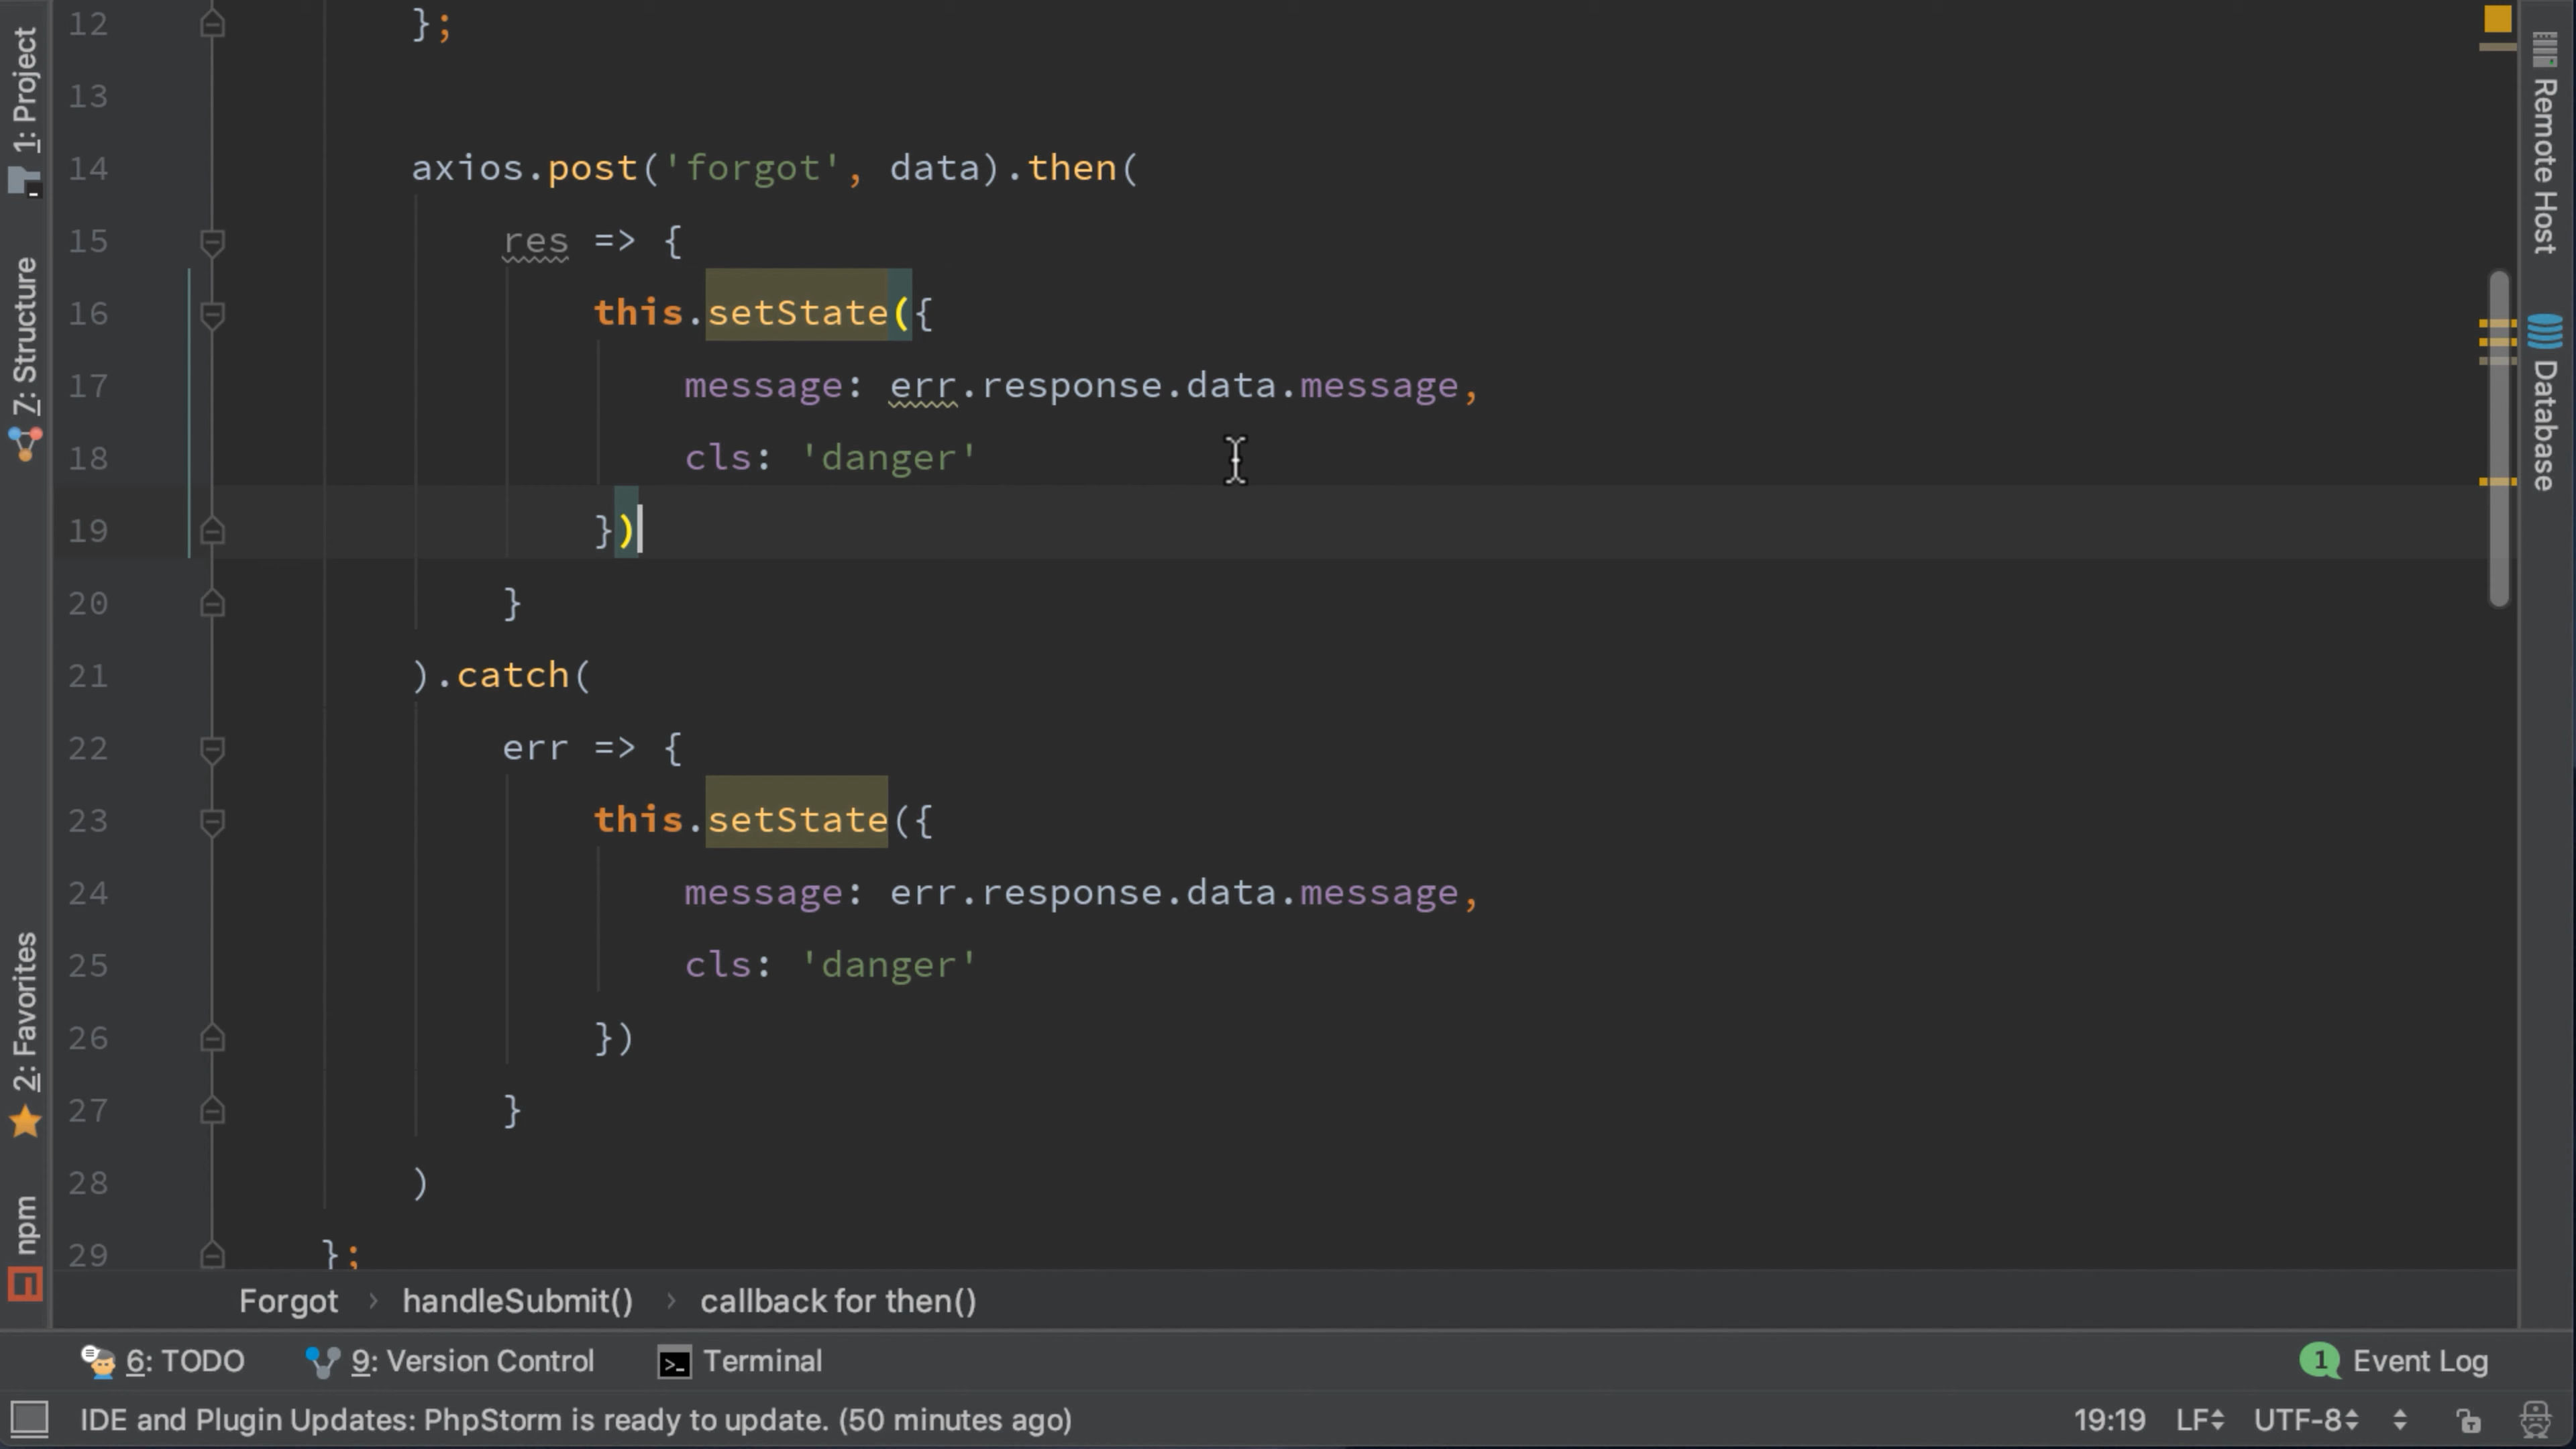 1: Project
7: Structure
2: Favorites
npm
12 };
13
14 axios.post('forgot', data).then(
15 res => {
16 this.setState({
17 message: err.response.data.message,
18 cls: 'danger'
19 })
20 }
21 ).catch(
22 err => {
23 this.setState({
24 message: err.response.data.message,
25 cls: 'danger'
26 })
27 }
28 )
29 };
Remote Host
Database
Forgot › handleSubmit() › callback for then()
6: TODO 9: Version Control Terminal 1 Event Log
IDE and Plugin Updates: PhpStorm is ready to update. (50 minutes ago) 19:19 LF UTF-8